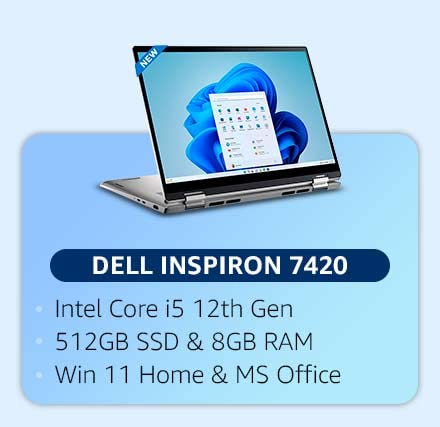 NEW
DELL INSPIRON 7420
Intel Core i5 12th Gen
512GB SSD & 8GB RAM
Win 11 Home & MS Office